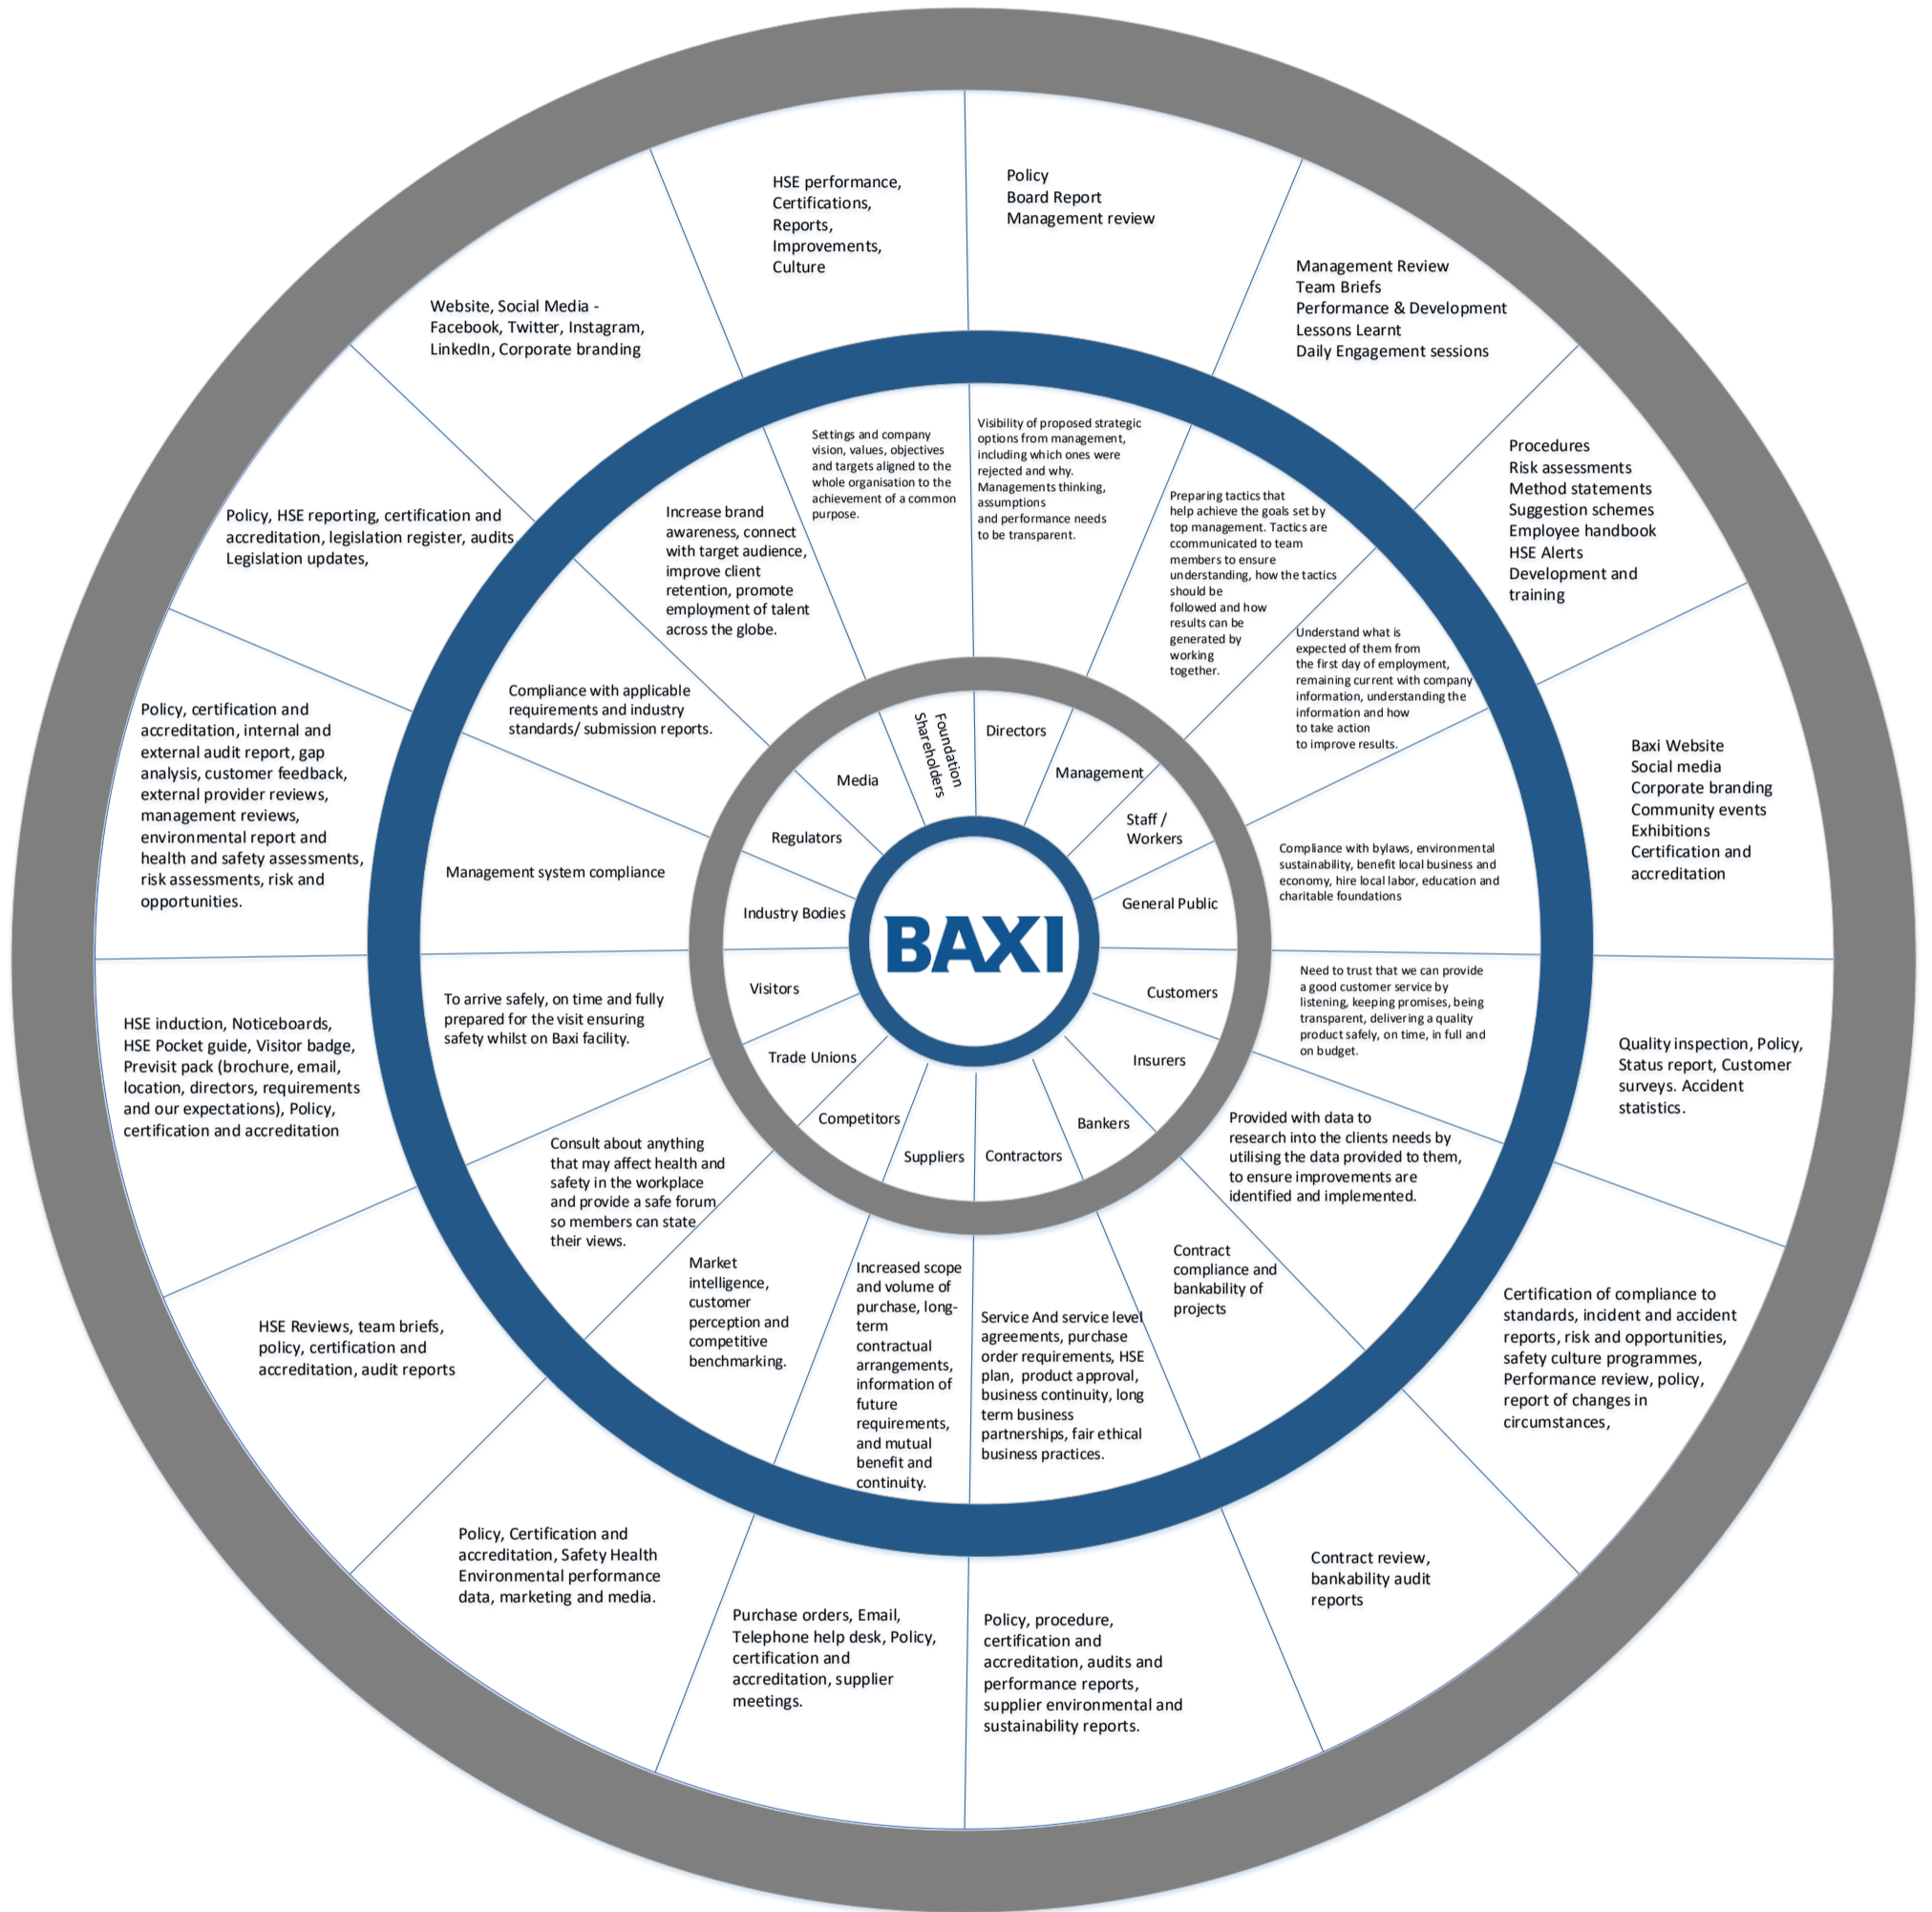 HSE performance,
Certifications,
Reports,
Improvements,
Culture
Policy
Board Report
Management review
Management Review
Team Briefs
Performance & Development
Lessons Learnt
Daily Engagement sessions
Procedures
Risk assessments
Method statements
Suggestion schemes
Employee handbook
HSE Alerts
Development and
training
Baxi Website
Social media
Corporate branding
Community events
Exhibitions
Certification and
accreditation
Quality inspection, Policy,
Status report, Customer
surveys. Accident
statistics.
Certification of compliance to
standards, incident and accident
reports, risk and opportunities,
safety culture programmes,
Performance review, policy,
report of changes in
circumstances,
Contract review,
bankability audit
reports
Policy, procedure,
certification and
accreditation, audits and
performance reports,
supplier environmental and
sustainability reports.
Purchase orders, Email,
Telephone help desk, Policy,
certification and
accreditation, supplier
meetings.
Policy, Certification and
accreditation, Safety Health
Environmental performance
data, marketing and media.
HSE Reviews, team briefs,
policy, certification and
accreditation, audit reports
HSE induction, Noticeboards,
HSE Pocket guide, Visitor badge,
Previsit pack (brochure, email,
location, directors, requirements
and our expectations), Policy,
certification and accreditation
Policy, certification and
accreditation, internal and
external audit report, gap
analysis, customer feedback,
external provider reviews,
management reviews,
environmental report and
health and safety assessments,
risk assessments, risk and
opportunities.
Policy, HSE reporting, certification and
accreditation, legislation register, audits
Legislation updates,
Website, Social Media -
Facebook, Twitter, Instagram,
LinkedIn, Corporate branding
Settings and company
vision, values, objectives
and targets aligned to the
whole organisation to the
achievement of a common
purpose.
Visibility of proposed strategic
options from management,
including which ones were
rejected and why.
Managements thinking,
assumptions
and performance needs
to be transparent.
Preparing tactics that
help achieve the goals set by
top management. Tactics are
ccommunicated to team
members to ensure
understanding, how the tactics
should be
followed and how
results can be
generated by
working
together.
Understand what is
expected of them from
the first day of employment,
remaining current with company
information, understanding the
information and how
to take action
to improve results.
Compliance with bylaws, environmental
sustainability, benefit local business and
economy, hire local labor, education and
charitable foundations
Need to trust that we can provide
a good customer service by
listening, keeping promises, being
transparent, delivering a quality
product safely, on time, in full and
on budget.
Provided with data to
research into the clients needs by
utilising the data provided to them,
to ensure improvements are
identified and implemented.
Contract
compliance and
bankability of
projects
Service And service level
agreements, purchase
order requirements, HSE
plan, product approval,
business continuity, long
term business
partnerships, fair ethical
business practices.
Increased scope
and volume of
purchase, long-
term
contractual
arrangements,
information of
future
requirements,
and mutual
benefit and
continuity.
Market
intelligence,
customer
perception and
competitive
benchmarking.
Consult about anything
that may affect health and
safety in the workplace
and provide a safe forum
so members can state
their views.
To arrive safely, on time and fully
prepared for the visit ensuring
safety whilst on Baxi facility.
Management system compliance
Compliance with applicable
requirements and industry
standards/ submission reports.
Increase brand
awareness, connect
with target audience,
improve client
retention, promote
employment of talent
across the globe.
Foundation
Shareholders
Directors
Management
Staff /
Workers
General Public
Customers
Insurers
Bankers
Contractors
Suppliers
Competitors
Trade Unions
Visitors
Industry Bodies
Regulators
Media
BAXI